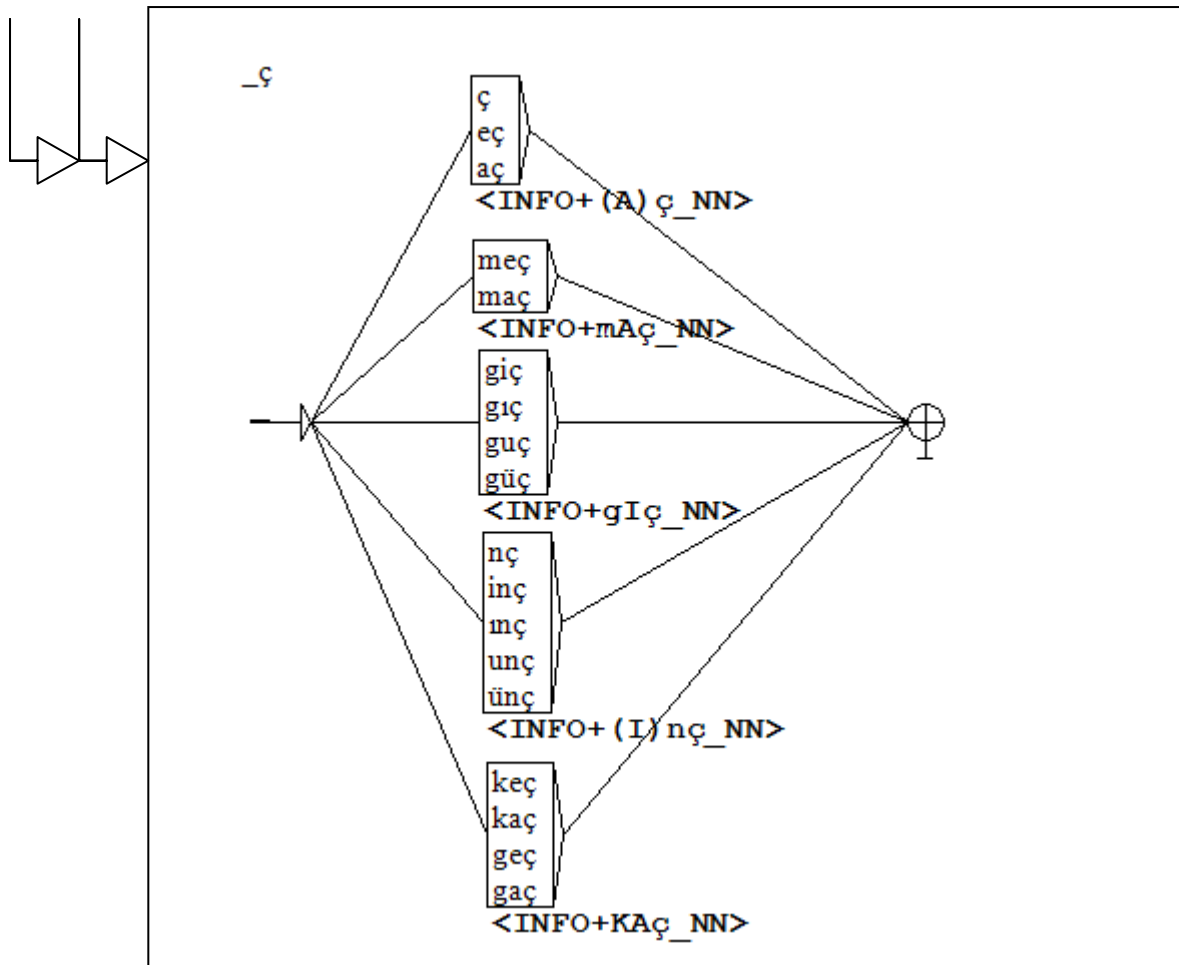 _ç
ç
eç
aç
<INFO+(A)ç_NN>
meç
maç
<INFO+mAç_NN>
giç
gıç
guç
güç
<INFO+gIç_NN>
nç
inç
ınç
unç
ünç
<INFO+(I)nç_NN>
keç
kaç
geç
gaç
<INFO+KAç_NN>